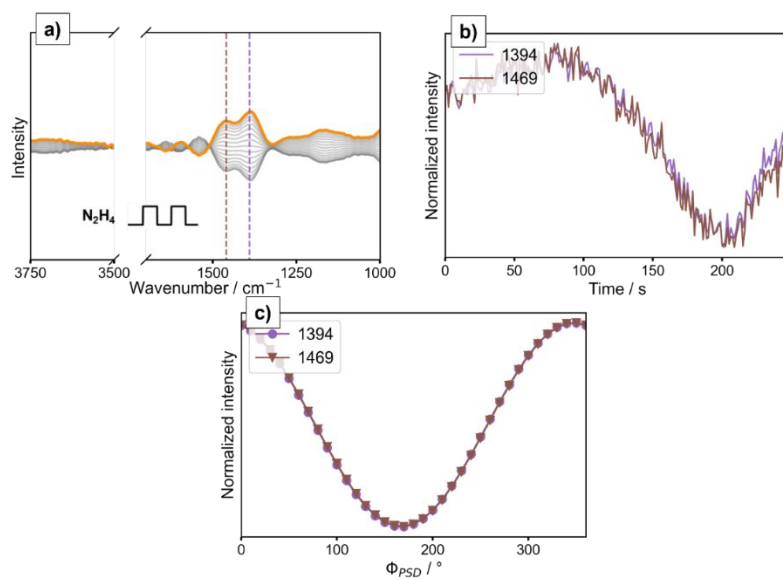 a)
Intensity
N₂H₄
3750 3500 1500 1250 1000
Wavenumber / cm⁻¹
b)
1394
1469
Normalized intensity
0 50 100 150 200
Time / s
c)
1394
1469
Normalized intensity
0 100 200 300
Φ_PSD / °